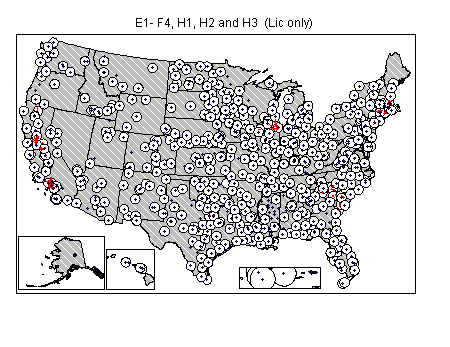 E1- F4, H1, H2 and H3 (Lic only)